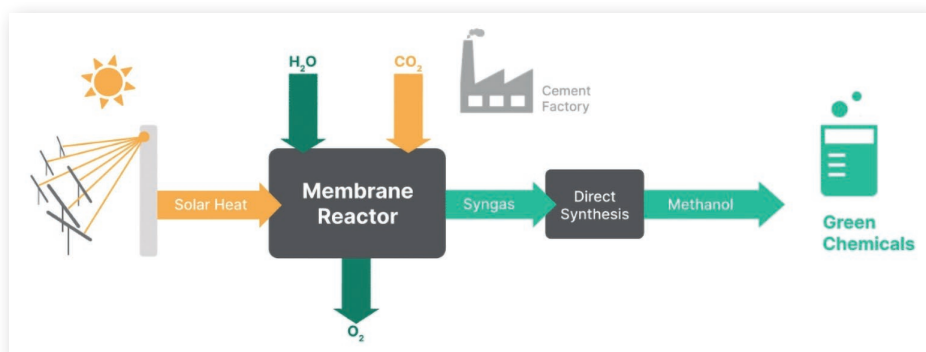 H₂O
CO₂
Cement
Factory
Solar Heat
Membrane
Reactor
Syngas
Direct
Synthesis
Methanol
Green
Chemicals
O₂